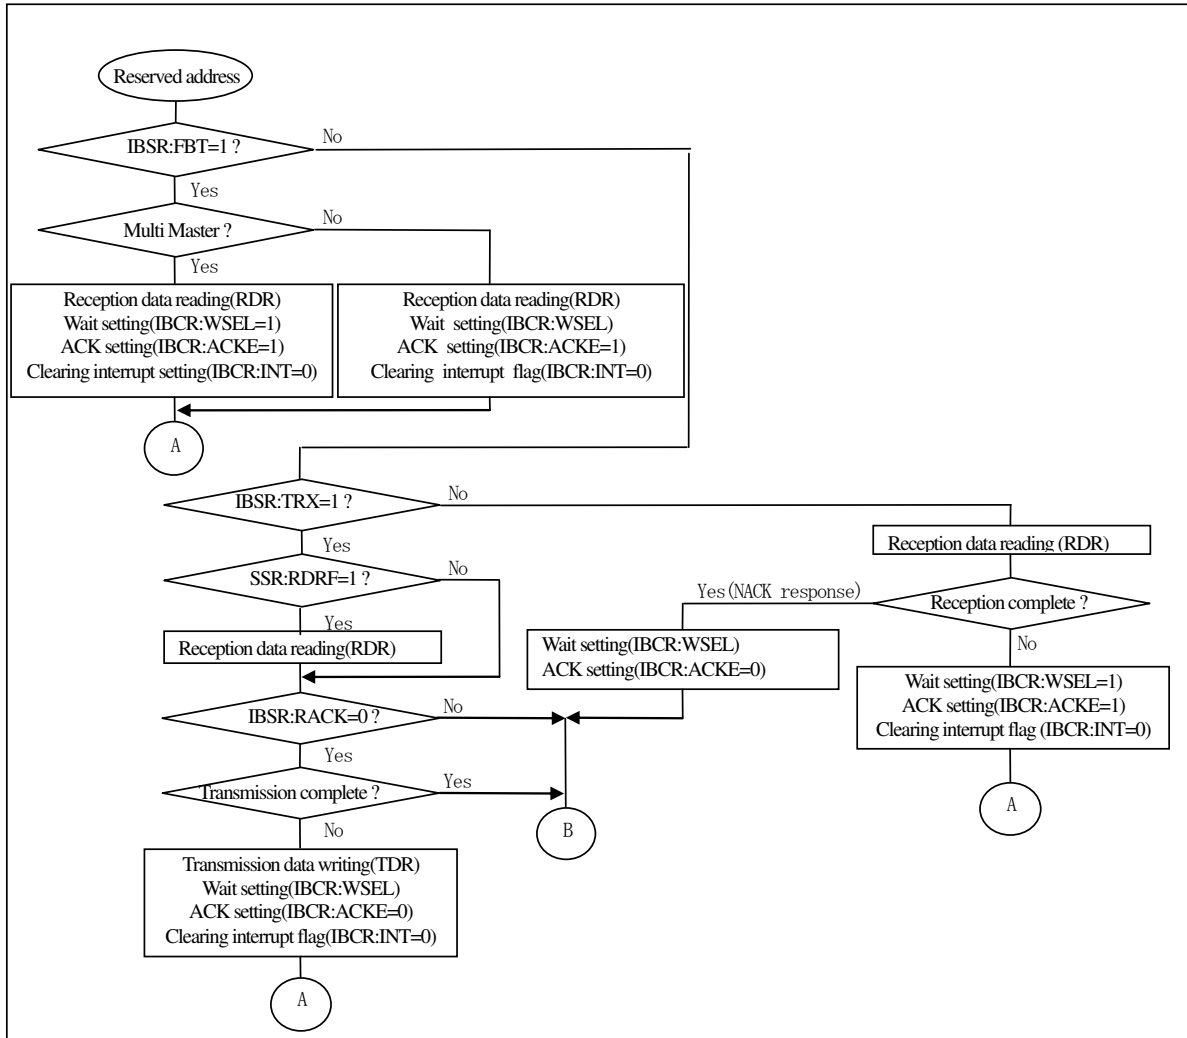 Reserved address
IBSR:FBT=1 ?
No
Yes
Multi Master ?
No
Yes
Reception data reading(RDR)
Wait setting(IBCR:WSEL=1)
ACK setting(IBCR:ACKE=1)
Clearing interrupt setting(IBCR:INT=0)
Reception data reading(RDR)
Wait setting(IBCR:WSEL)
ACK setting(IBCR:ACKE=1)
Clearing interrupt flag(IBCR:INT=0)
A
IBSR:TRX=1 ?
No
Yes
Reception data reading (RDR)
SSR:RDRF=1 ?
No
Yes
Yes(NACK response)
Reception complete ?
No
Reception data reading(RDR)
Wait setting(IBCR:WSEL)
ACK setting(IBCR:ACKE=0)
Wait setting(IBCR:WSEL=1)
ACK setting(IBCR:ACKE=1)
Clearing interrupt flag (IBCR:INT=0)
IBSR:RACK=0 ?
No
Yes
Transmission complete ?
Yes
No
B
A
Transmission data writing(TDR)
Wait setting(IBCR:WSEL)
ACK setting(IBCR:ACKE=0)
Clearing interrupt flag(IBCR:INT=0)
A